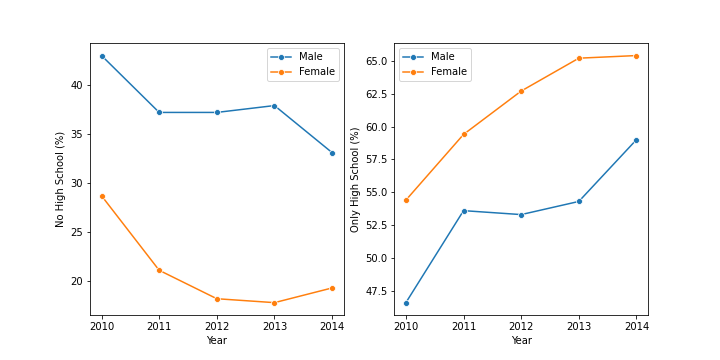 No High School (%)
40
35
30
25
20
Male
Female
2010 2011 2012 2013 2014
Year
Only High School (%)
65.0
62.5
60.0
57.5
55.0
52.5
50.0
47.5
Male
Female
2010 2011 2012 2013 2014
Year